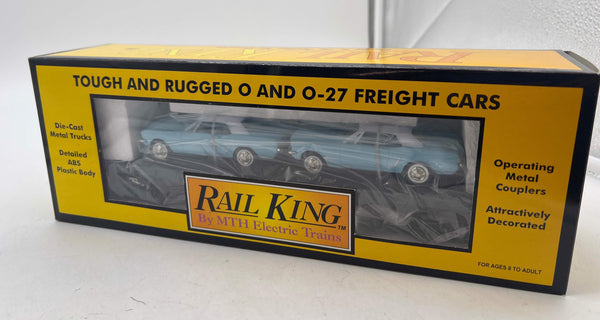 TOUGH AND RUGGED O AND O-27 FREIGHT CARS
Die-Cast
Metal Trucks
Detailed
ABS
Plastic Body
RAIL KING
TM
By MTH Electric Trains
Operating
Metal
Couplers
Attractively
Decorated
FOR AGES 8 TO ADULT